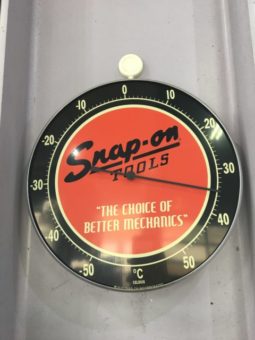 -10 0 10
-20 20
-30 30
-40 40
-50 50
Snap-on
TOOLS
"THE CHOICE OF
BETTER MECHANICS"
°C
CELSIUS